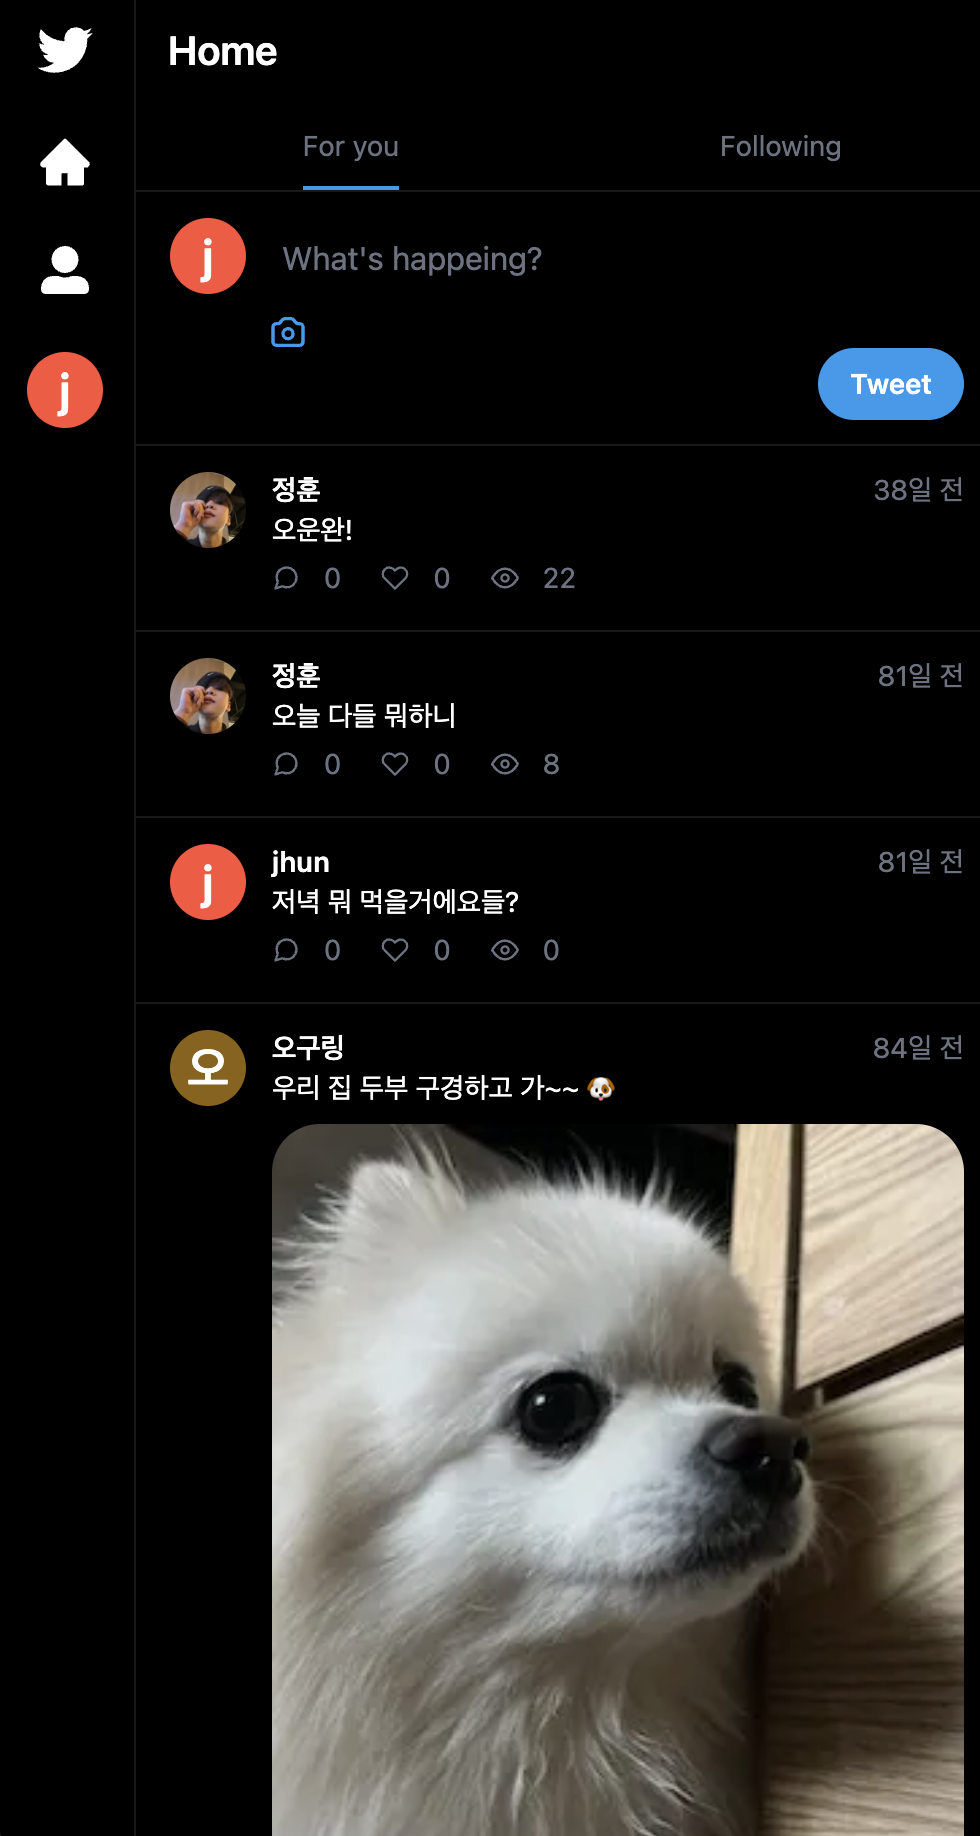 Home
For you
Following
j
What's happeing?
j
Tweet
정훈
38일 전
오운완!
0 0 22
정훈
81일 전
오늘 다들 뭐하니
0 0 8
j
jhun
81일 전
저녁 뭐 먹을거에요들?
0 0 0
오
오구링
84일 전
우리 집 두부 구경하고 가~~ 🐶